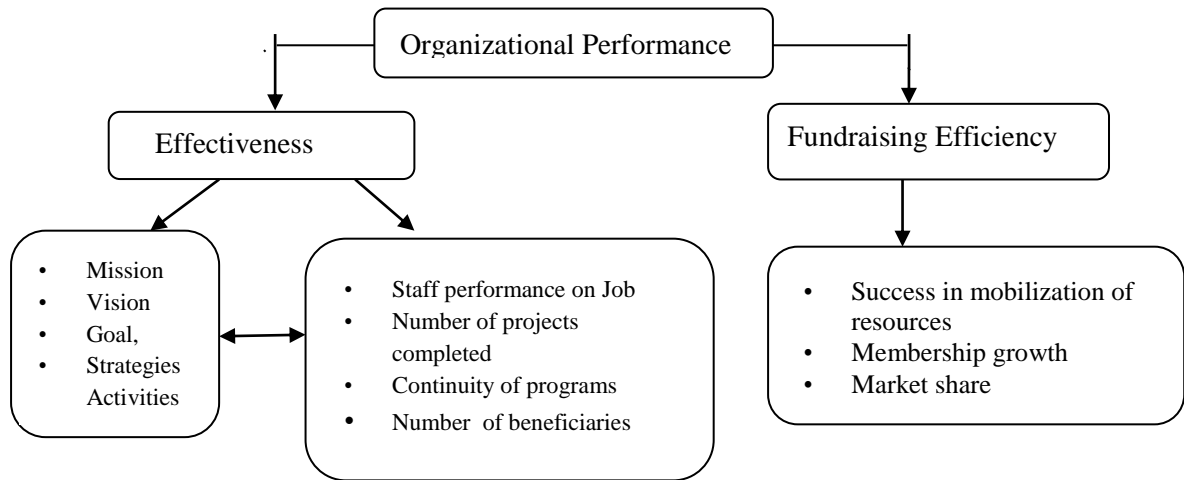 Organizational Performance
Effectiveness
Fundraising Efficiency
• Mission
• Vision
• Goal,
• Strategies
Activities
• Staff performance on Job
• Number of projects
completed
• Continuity of programs
• Number of beneficiaries
• Success in mobilization of
resources
• Membership growth
• Market share